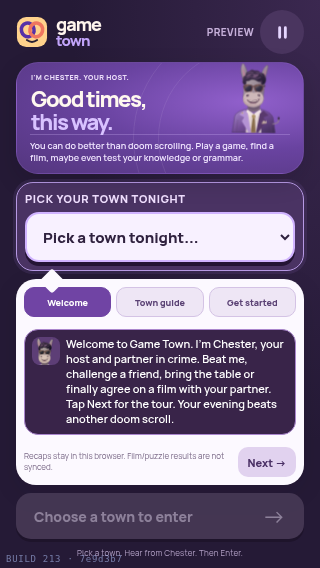 game
town
PREVIEW
I'M CHESTER. YOUR HOST.
Good times,
this way.
You can do better than doom scrolling. Play a game, find a
film, maybe even test your knowledge or grammar.
PICK YOUR TOWN TONIGHT
Pick a town tonight...
Welcome
Town guide
Get started
Welcome to Game Town. I'm Chester, your
host and partner in crime. Beat me,
challenge a friend, bring the table or
finally agree on a film with your partner.
Tap Next for the tour. Your evening beats
another doom scroll.
Recaps stay in this browser. Film/puzzle results are not
synced.
Next →
Choose a town to enter →
Pick a town. Hear from Chester. Then Enter.
BUILD 213 · 7e9d3b7